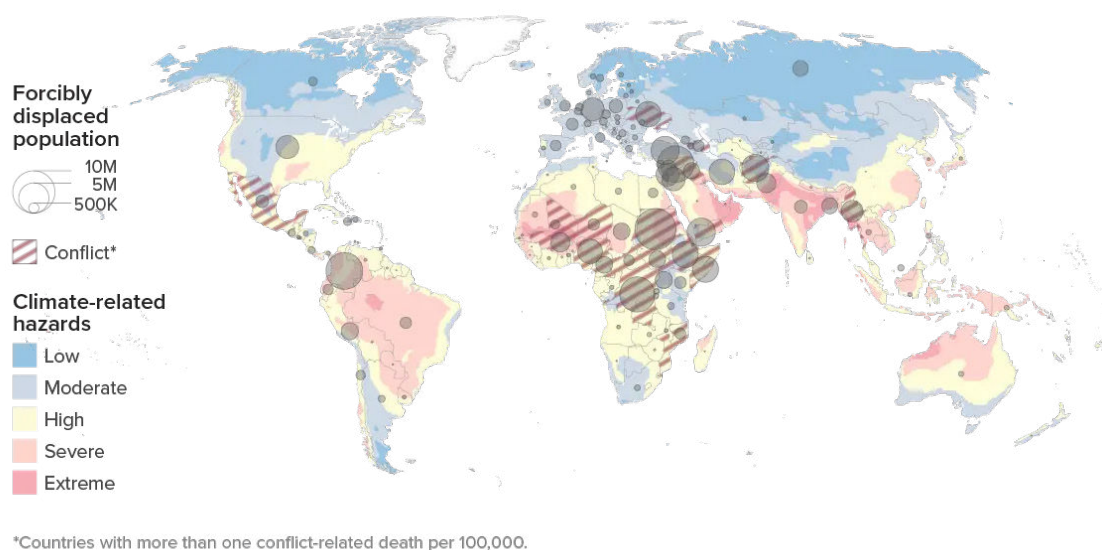 Forcibly
displaced
population
10M
5M
500K
Conflict*
Climate-related
hazards
Low
Moderate
High
Severe
Extreme
*Countries with more than one conflict-related death per 100,000.